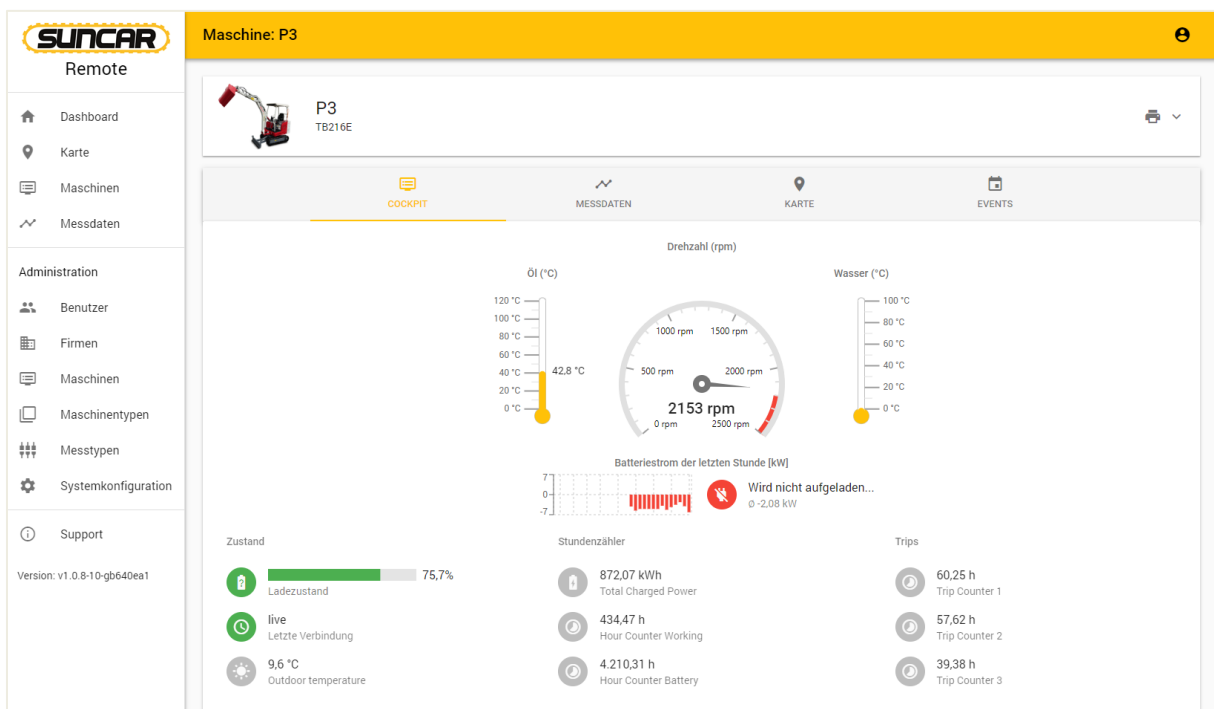 SUNCAR
Remote
Dashboard
Karte
Maschinen
Messdaten
Administration
Benutzer
Firmen
Maschinen
Maschinentypen
Messtypen
Systemkonfiguration
Support
Version: v1.0.8-10-gb640ea1
Maschine: P3
P3
TB216E
COCKPIT
MESSDATEN
KARTE
EVENTS
Drehzahl (rpm)
Öl (°C)
120 °C
100 °C
80 °C
60 °C
40 °C
20 °C
0 °C
42,8 °C
1000 rpm 1500 rpm
500 rpm 2000 rpm
2153 rpm
0 rpm 2500 rpm
Wasser (°C)
100 °C
80 °C
60 °C
40 °C
20 °C
0 °C
Batteriestrom der letzten Stunde [kW]
7
0
-7
Wird nicht aufgeladen...
ø -2,08 kW
Zustand
75,7%
Ladezustand
live
Letzte Verbindung
9,6 °C
Outdoor temperature
Stundenzähler
872,07 kWh
Total Charged Power
434,47 h
Hour Counter Working
4.210,31 h
Hour Counter Battery
Trips
60,25 h
Trip Counter 1
57,62 h
Trip Counter 2
39,38 h
Trip Counter 3